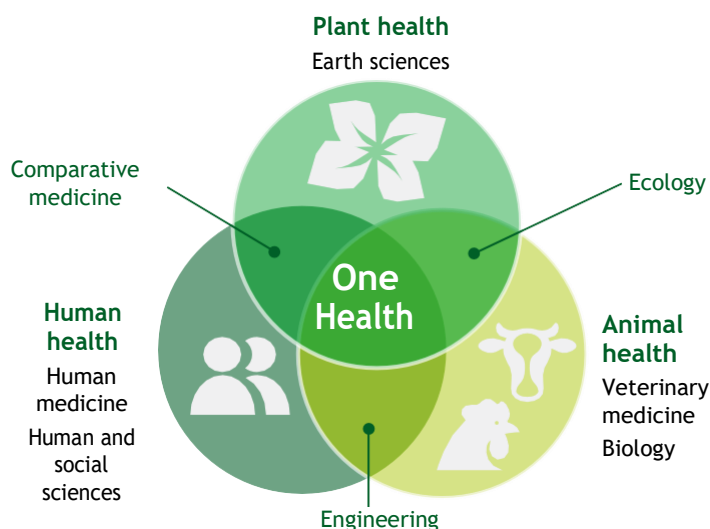 Plant health
Earth sciences
Comparative
medicine
Ecology
One
Health
Human
health
Human
medicine
Human and
social
sciences
Animal
health
Veterinary
medicine
Biology
Engineering